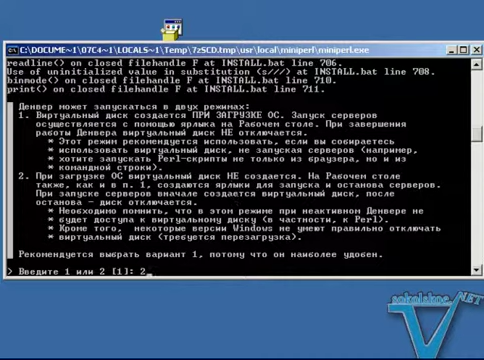 C:\DOCUME~1\07C4~1\LOCALS~1\Temp\7zSCD.tmp\usr\local\miniperl\miniperl.exe
readline() on closed filehandle F at INSTALL.bat line 706.
Use of uninitialized value in substitution (s///) at INSTALL.bat line 708.
binmode() on closed filehandle F at INSTALL.bat line 710.
print() on closed filehandle F at INSTALL.bat line 711.
Денвер может запускаться в двух режимах:
1. Виртуальный диск создается ПРИ ЗАГРУЗКЕ ОС. Запуск серверов
осуществляется с помощью ярлыка на Рабочем столе. При завершении
работы Денвера виртуальный диск НЕ отключается.
* Этот режим рекомендуется использовать, если вы собираетесь
* использовать виртуальный диск, не запуская серверов (например,
* хотите запускать Perl-скрипты не только из браузера, но и из
* командной строки).
2. При загрузке ОС виртуальный диск НЕ создается. На Рабочем столе
также, как и в п. 1, создаются ярлыки для запуска и останова серверов.
При запуске серверов вначале создается виртуальный диск, после
останова - диск отключается.
* Необходимо помнить, что в этом режиме при неактивном Денвере не
* будет доступа к виртуальному диску (в частности, к Perl).
* Кроме того, некоторые версии Windows не умеют правильно отключать
* виртуальный диск (требуется перезагрузка).
Рекомендуется выбрать вариант 1, потому что он наиболее удобен.
> Введите 1 или 2 [1]: 2_
sokolskoe.NET